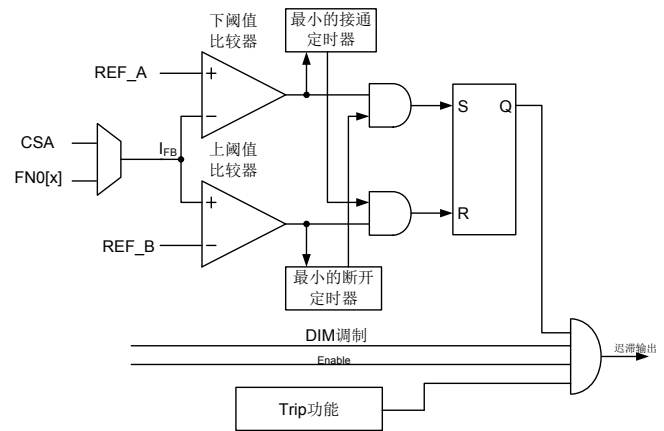 下阈值
比较器
最小的接通
定时器
REF_A
+
−
S
Q
CSA
I_FB
FN0[x]
上阈值
比较器
+
−
R
REF_B
最小的断开
定时器
DIM调制
Enable
迟滞输出
Trip功能